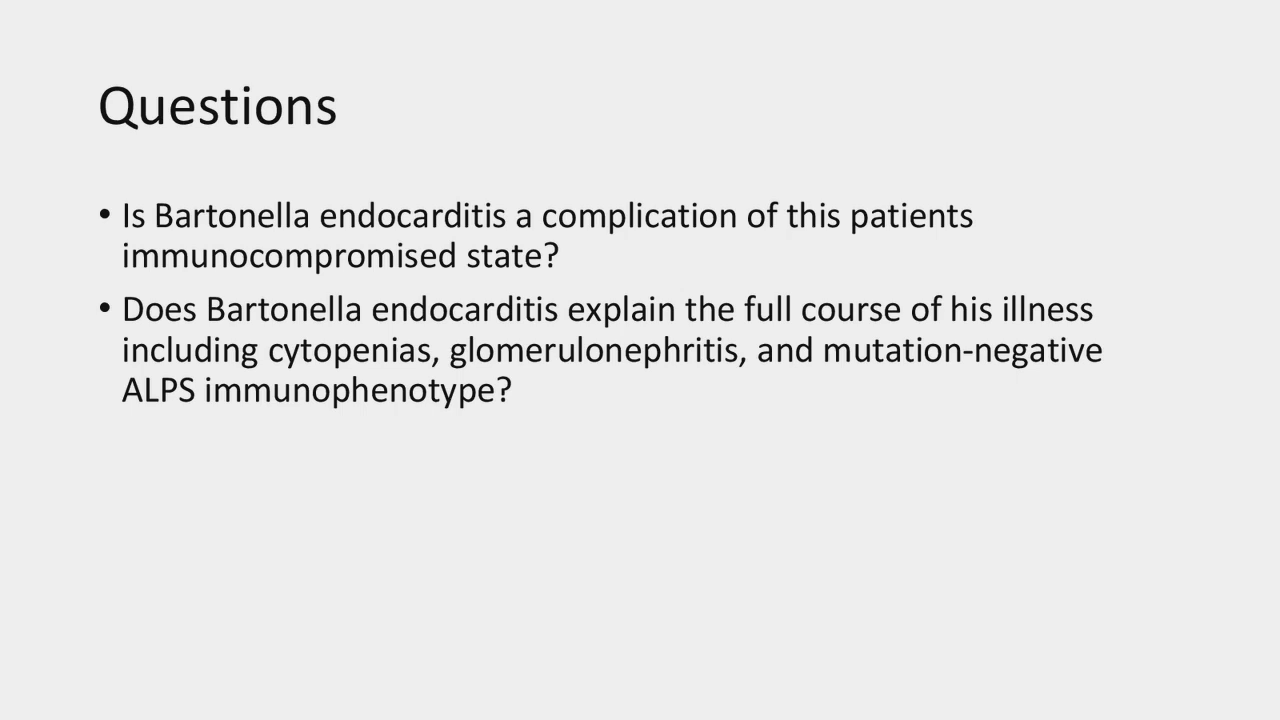 Questions
• Is Bartonella endocarditis a complication of this patients
immunocompromised state?
• Does Bartonella endocarditis explain the full course of his illness
including cytopenias, glomerulonephritis, and mutation-negative
ALPS immunophenotype?